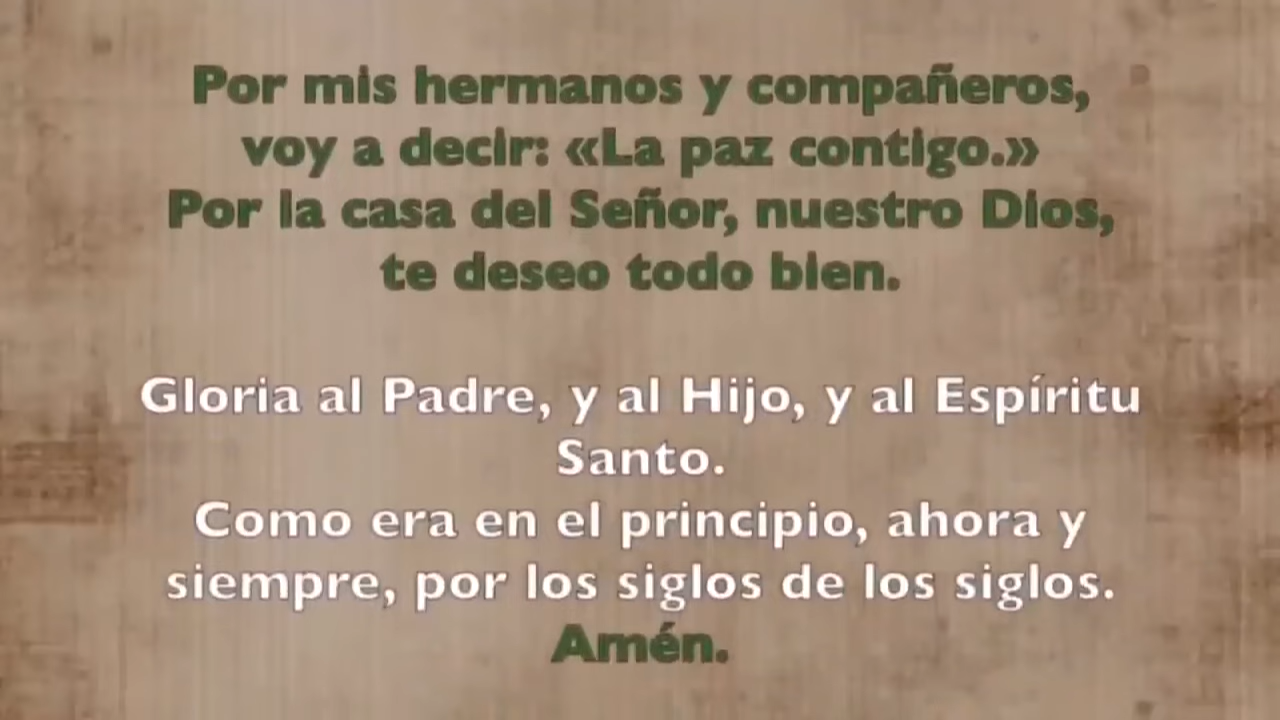 Por mis hermanos y compañeros,
voy a decir: «La paz contigo.»
Por la casa del Señor, nuestro Dios,
te deseo todo bien.
Gloria al Padre, y al Hijo, y al Espíritu
Santo.
Como era en el principio, ahora y
siempre, por los siglos de los siglos.
Amén.